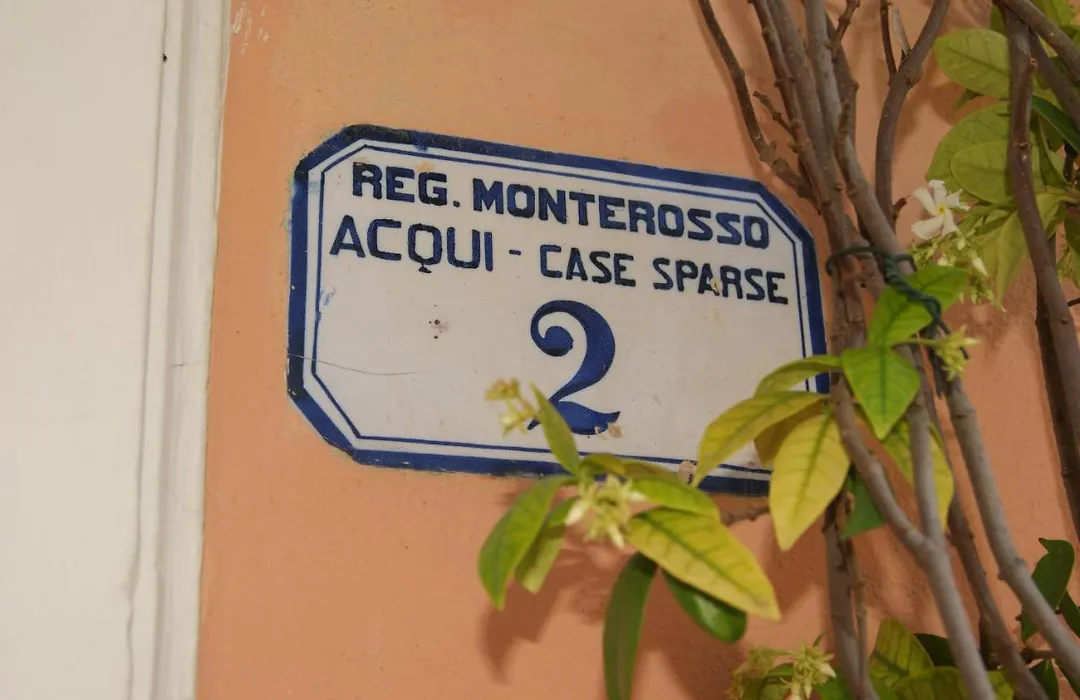 REG. MONTEROSSO
ACQUI - CASE SPARSE
2